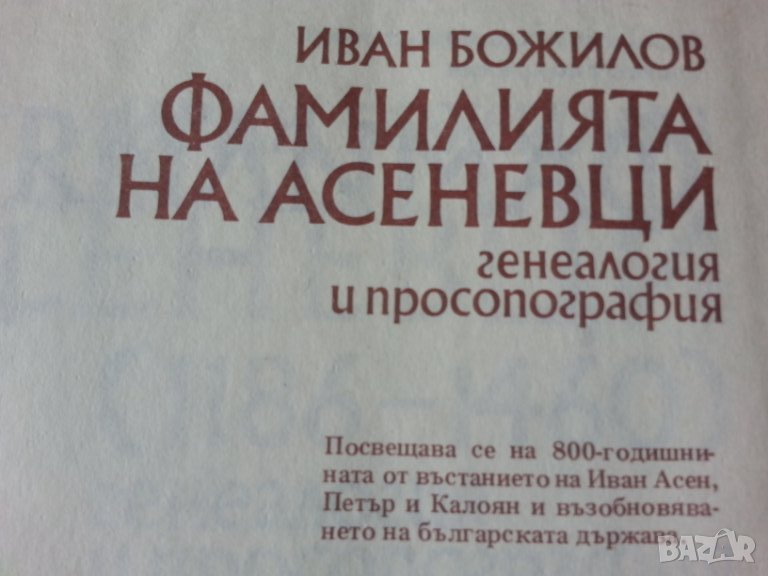 ИВАН БОЖИЛОВ
ФАМИЛИЯТА
НА АСЕНЕВЦИ
генеалогия
и просопография
Посвещава се на 800-годишни-
ната от въстанието на Иван Асен,
Петър и Калоян и възобновява-
нето на българската държава
BAZAR